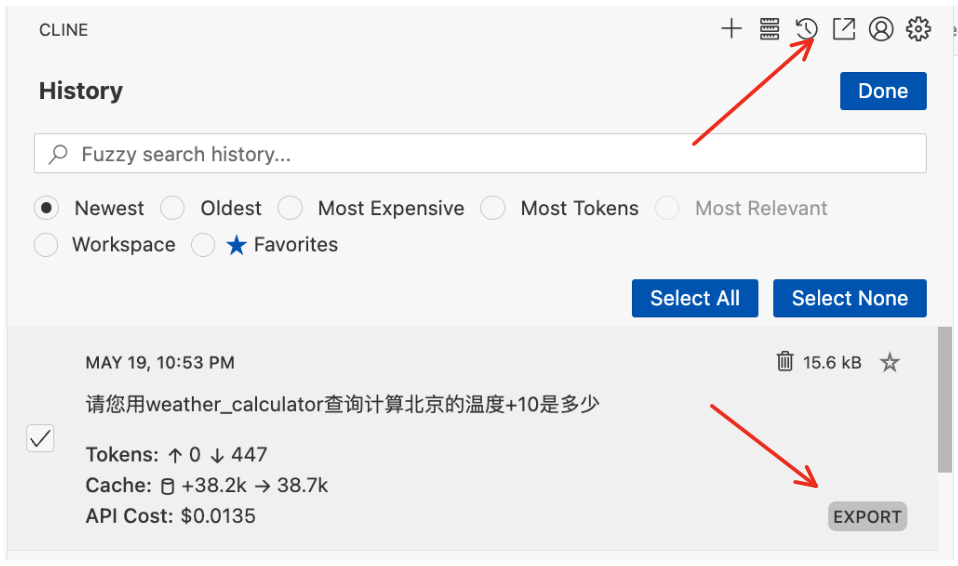 CLINE
History
Done
Fuzzy search history...
Newest Oldest Most Expensive Most Tokens Most Relevant
Workspace ★ Favorites
Select All Select None
MAY 19, 10:53 PM 15.6 kB
请您用weather_calculator查询计算北京的温度+10是多少
Tokens: ↑ 0 ↓ 447
Cache: +38.2k → 38.7k
API Cost: $0.0135
EXPORT